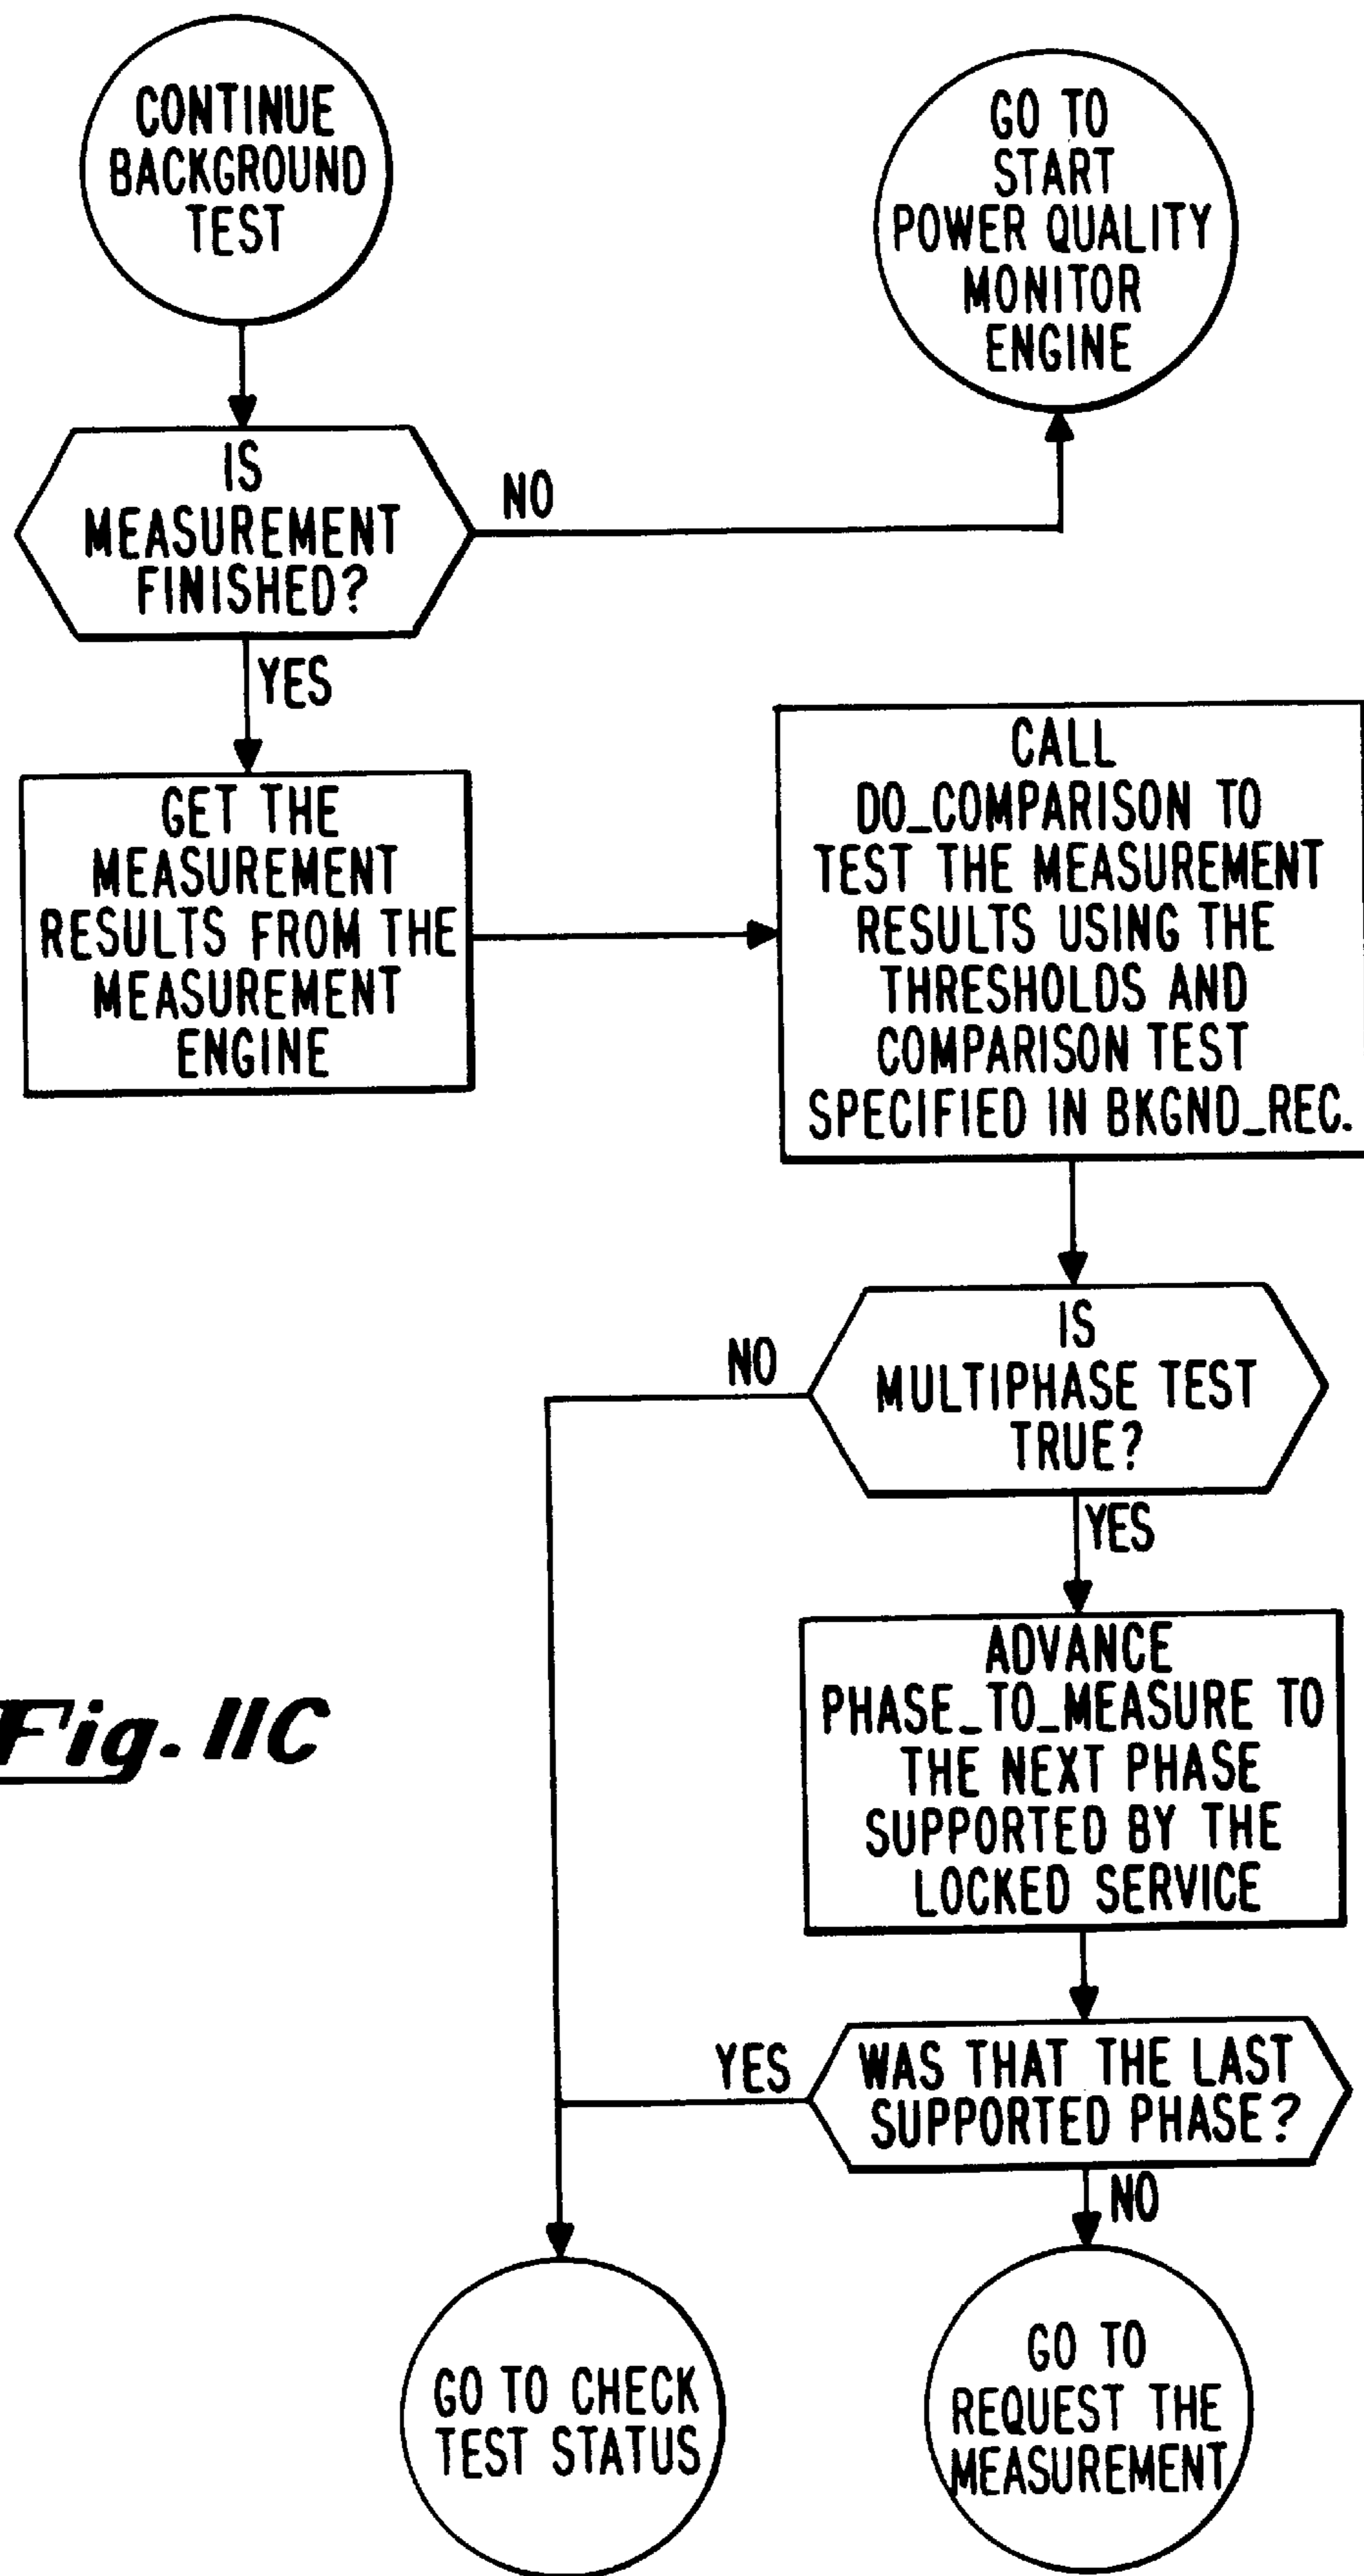 CONTINUE
BACKGROUND
TEST
GO TO
START
POWER QUALITY
MONITOR
ENGINE
IS
MEASUREMENT
FINISHED?
NO
YES
GET THE
MEASUREMENT
RESULTS FROM THE
MEASUREMENT
ENGINE
CALL
DO_COMPARISON TO
TEST THE MEASUREMENT
RESULTS USING THE
THRESHOLDS AND
COMPARISON TEST
SPECIFIED IN BKGND_REC.
IS
MULTIPHASE TEST
TRUE?
NO
YES
ADVANCE
PHASE_TO_MEASURE TO
THE NEXT PHASE
SUPPORTED BY THE
LOCKED SERVICE
Fig. 11C
WAS THAT THE LAST
SUPPORTED PHASE?
YES
NO
GO TO CHECK
TEST STATUS
GO TO
REQUEST THE
MEASUREMENT